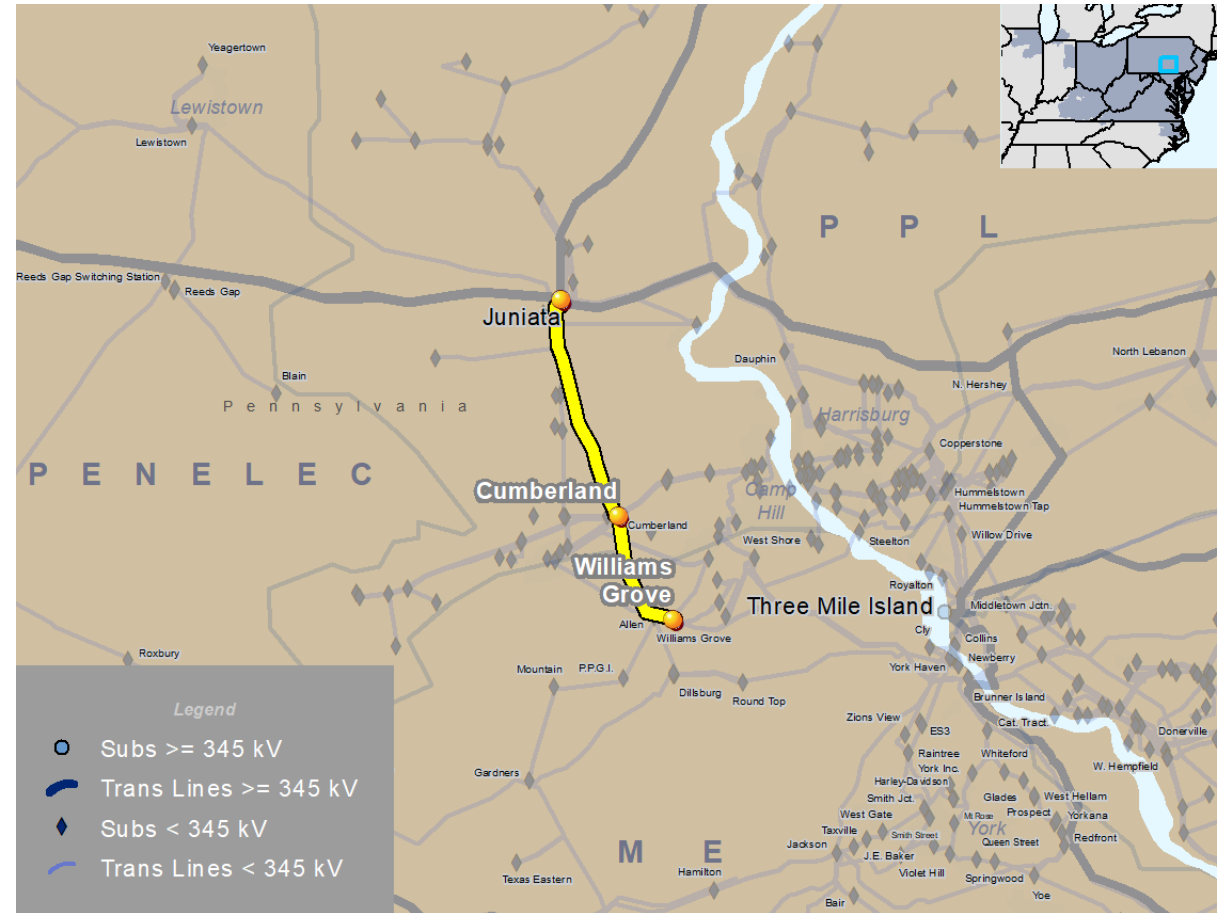 Yeagertown
Lewistown
Lewistown
P P L
Reeds Gap Switching Station
Reeds Gap
Juniata
Dauphin
North Lebanon
Blain
N. Hershey
Pennsylvania
Harrisburg
Copperstone
PENELEC
Cumberland
Camp
Hill
Hummelstown
Hummelstown Tap
Cumberland
West Shore
Steelton
Willow Drive
Williams
Grove
Royalton
Three Mile Island
Middletown Jctn.
Allen
Williams Grove
Cly
Collins
Roxbury
Mountain
P.P.G.I.
York Haven
Newberry
Dillsburg
Round Top
Brunner Island
Zions View
ES3
Cat. Tract.
Donerville
Raintree
Whiteford
W. Hempfield
York Inc.
Gardners
Harley-Davidson
Smith Jct.
Glades
West Hellam
West Gate
Mt Rose
Prospect
Yorkana
Taxville
Smith Street
York
Redfront
M E
Jackson
Queen Street
J.E. Baker
Hamilton
Violet Hill
Texas Eastern
Springwood
Yoe
Bair
Legend
Subs >= 345 kV
Trans Lines >= 345 kV
Subs < 345 kV
Trans Lines < 345 kV